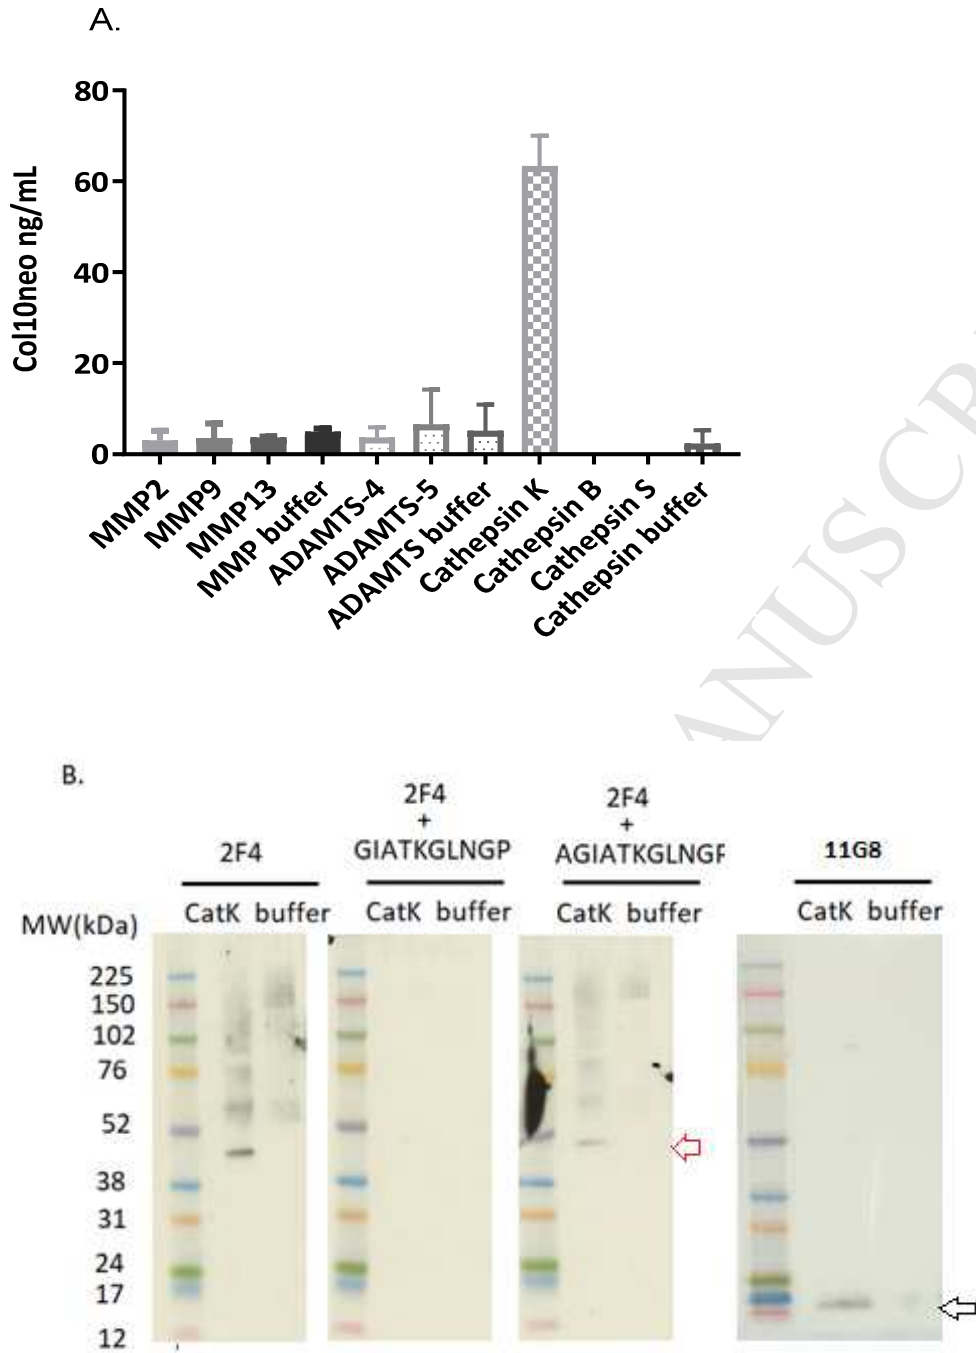 A.
Col10neo ng/mL
80
60
40
20
0
MMP2
MMP9
MMP13
MMP buffer
ADAMTS-4
ADAMTS-5
ADAMTS buffer
Cathepsin K
Cathepsin B
Cathepsin S
Cathepsin buffer
ANUSCR
B.
2F4
2F4
+
GIATKGLNGP
2F4
+
AGIATKGLNGP
11G8
CatK buffer
CatK buffer
CatK buffer
CatK buffer
MW(kDa)
225
150
102
76
52
38
31
24
17
12